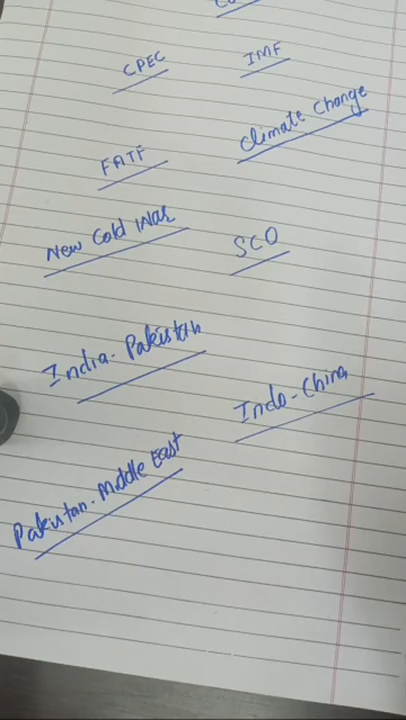 CPEC
IMF
Climate Change
FATF
New Cold War
SCO
India-Pakistan
Indo-China
Pakistan-Middle East